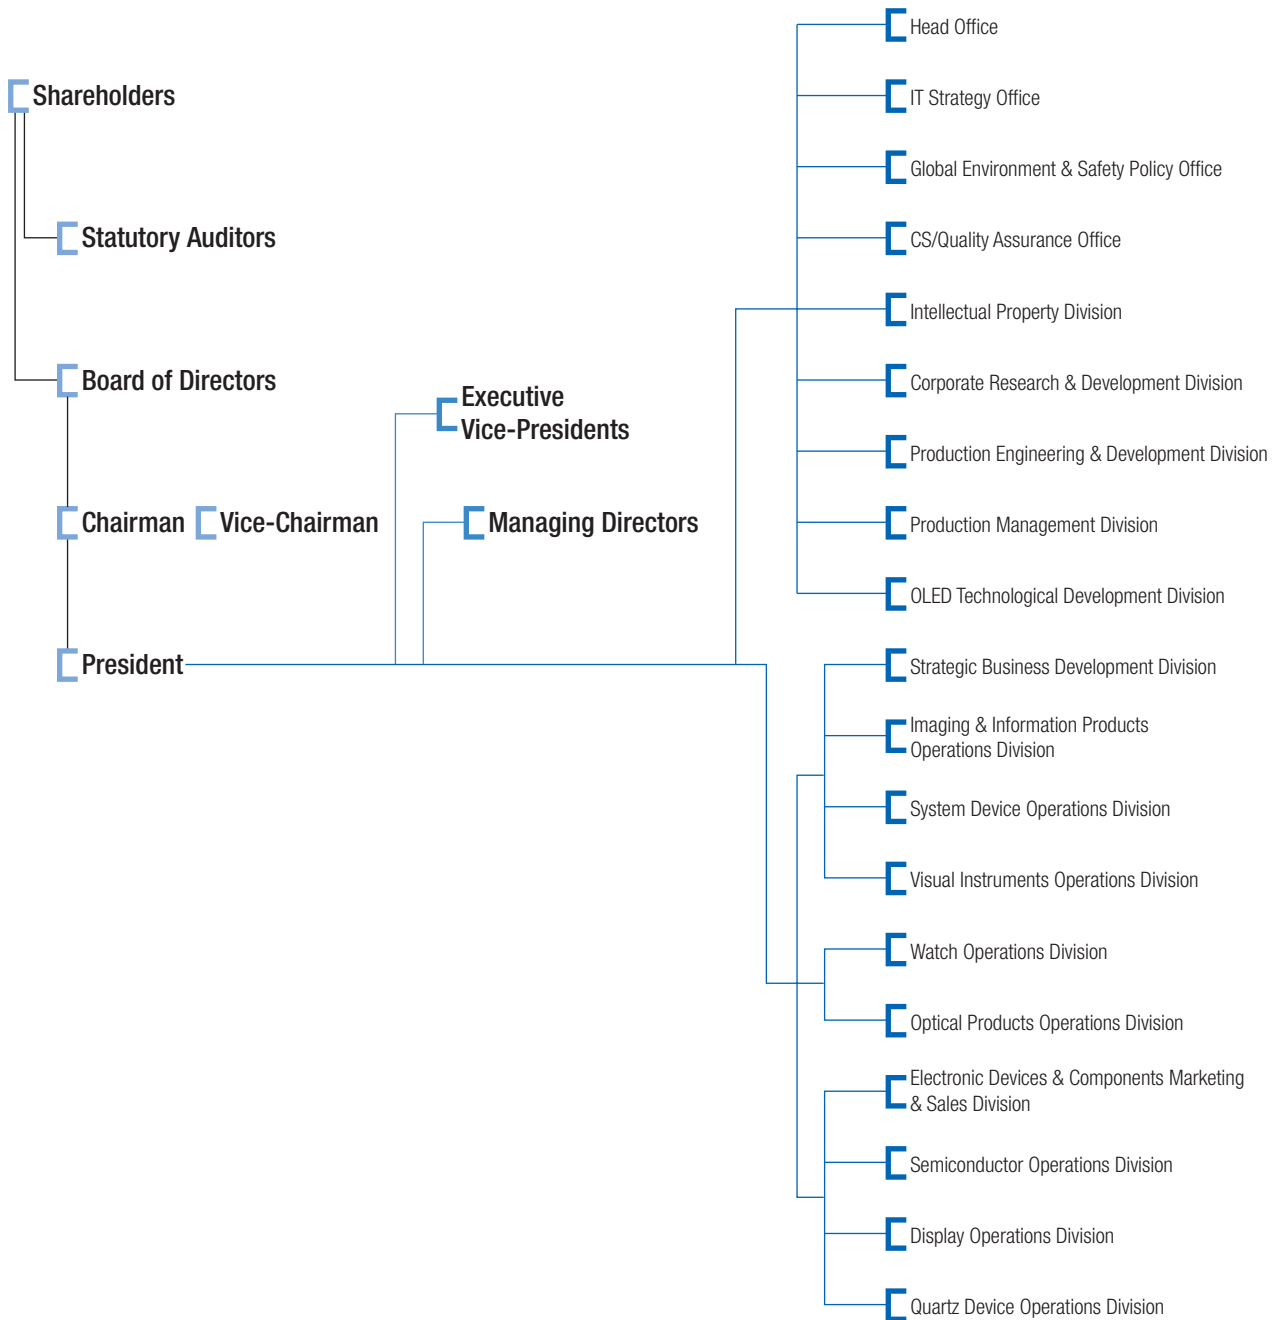 Shareholders
Statutory Auditors
Board of Directors
Chairman
Vice-Chairman
President
Executive
Vice-Presidents
Managing Directors
Head Office
IT Strategy Office
Global Environment & Safety Policy Office
CS/Quality Assurance Office
Intellectual Property Division
Corporate Research & Development Division
Production Engineering & Development Division
Production Management Division
OLED Technological Development Division
Strategic Business Development Division
Imaging & Information Products
Operations Division
System Device Operations Division
Visual Instruments Operations Division
Watch Operations Division
Optical Products Operations Division
Electronic Devices & Components Marketing
& Sales Division
Semiconductor Operations Division
Display Operations Division
Quartz Device Operations Division